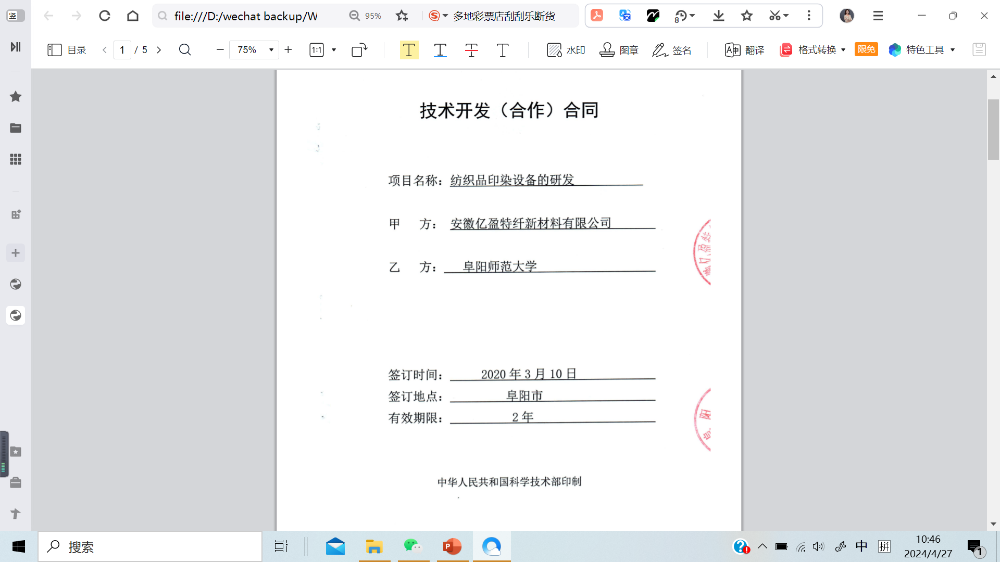 竖
file:///D:/wechat backup/W
95%
多地彩票店刮刮乐断货
8
目录
1 / 5
75%
1:1
水印
图章
签名
翻译
格式转换
限免
特色工具
技术开发（合作）合同
项目名称：纺织品印染设备的研发
甲 方： 安徽亿盈特纤新材料有限公司
乙 方： 阜阳师范大学
签订时间： 2020 年 3 月 10 日
签订地点： 阜阳市
有效期限： 2 年
中华人民共和国科学技术部印制
搜索
中
拼
10:46
2024/4/27
1